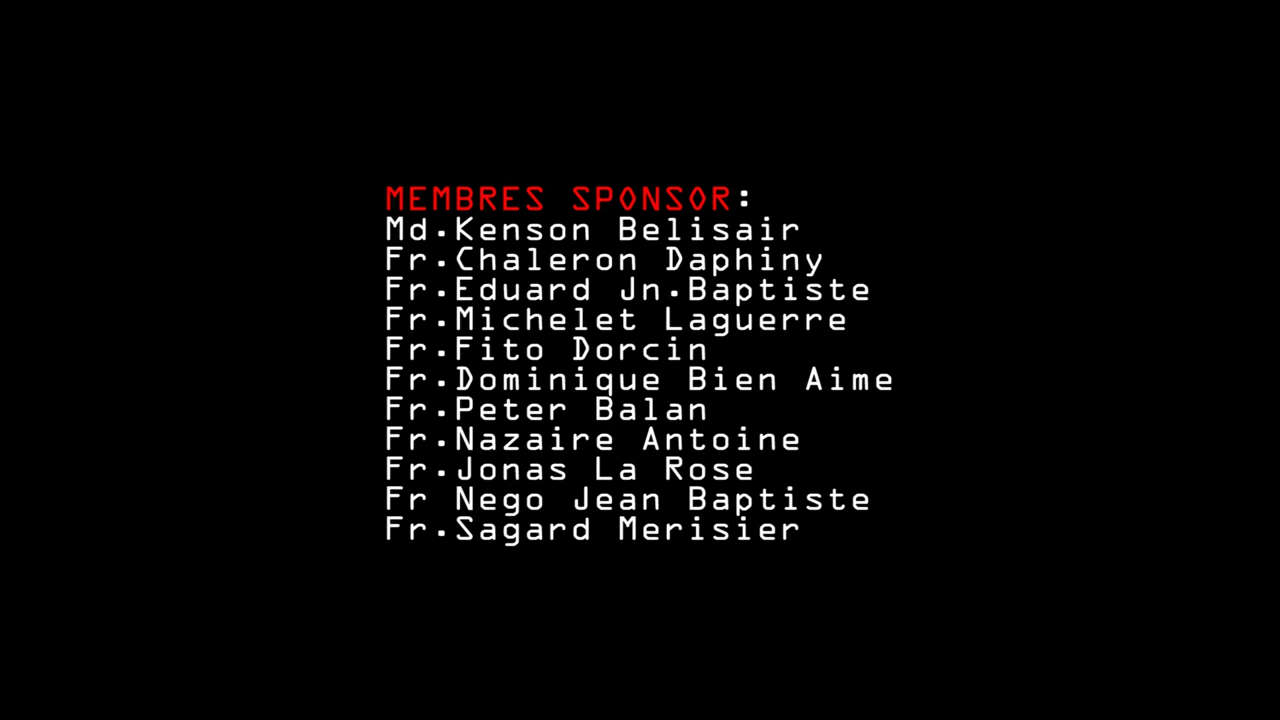 MEMBRES SPONSOR:
Md.Kenson Belisair
Fr.Chaleron Daphiny
Fr.Eduard Jn.Baptiste
Fr.Michelet Laguerre
Fr.Fito Dorcin
Fr.Dominique Bien Aime
Fr.Peter Balan
Fr.Nazaire Antoine
Fr.Jonas La Rose
Fr Nego Jean Baptiste
Fr.Sagard Merisier